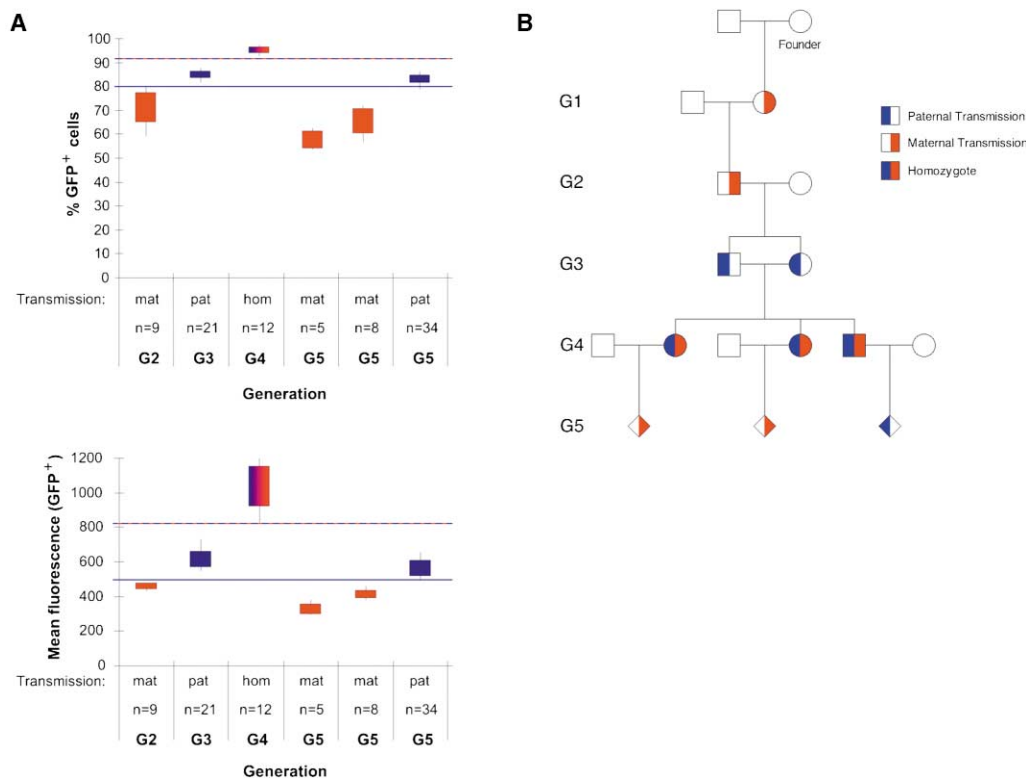 A
100
90
80
70
60
50
40
30
20
10
0
% GFP+ cells
Transmission: mat pat hom mat mat pat
n=9 n=21 n=12 n=5 n=8 n=34
G2 G3 G4 G5 G5 G5
Generation
1200
1000
800
600
400
200
0
Mean fluorescence (GFP+)
Transmission: mat pat hom mat mat pat
n=9 n=21 n=12 n=5 n=8 n=34
G2 G3 G4 G5 G5 G5
Generation
B
Founder
G1
G2
G3
G4
G5
Paternal Transmission
Maternal Transmission
Homozygote